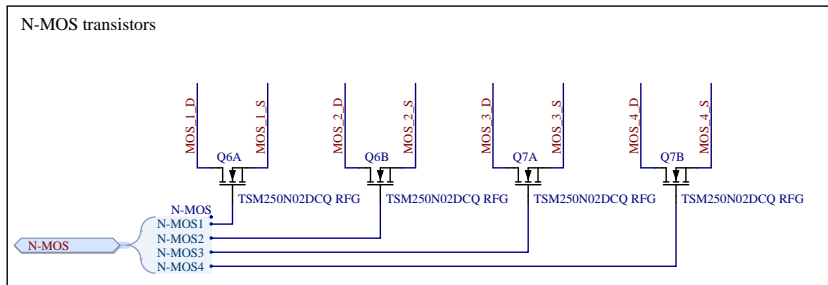 N-MOS transistors
MOS_1_D
MOS_1_S
MOS_2_D
MOS_2_S
MOS_3_D
MOS_3_S
MOS_4_D
MOS_4_S
Q6A
Q6B
Q7A
Q7B
TSM250N02DCQ RFG
TSM250N02DCQ RFG
TSM250N02DCQ RFG
TSM250N02DCQ RFG
N-MOS
N-MOS1
N-MOS2
N-MOS3
N-MOS4
N-MOS